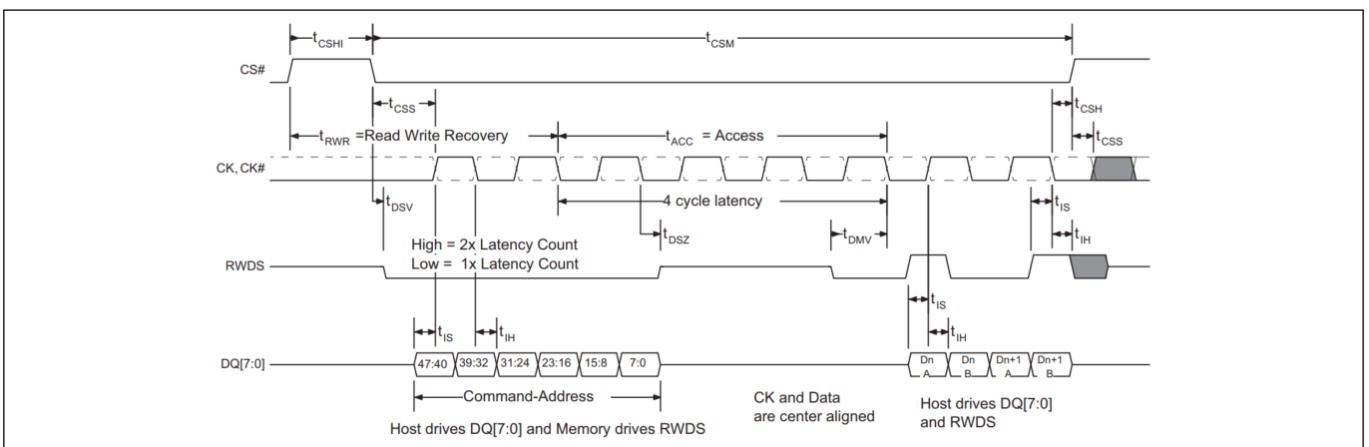 tCSHI
tCSM
CS#
tCSS
tCSH
tRWR =Read Write Recovery
tACC = Access
tCSS
CK, CK#
tDSV
4 cycle latency
tIS
tDSZ
tDMV
tIH
High = 2x Latency Count
Low = 1x Latency Count
RWDS
tIS
tIS
tIH
tIH
DQ[7:0]
47:40 39:32 31:24 23:16 15:8 7:0
Dn Dn Dn+1 Dn+1
A B A B
Command-Address
CK and Data
are center aligned
Host drives DQ[7:0]
and RWDS
Host drives DQ[7:0] and Memory drives RWDS